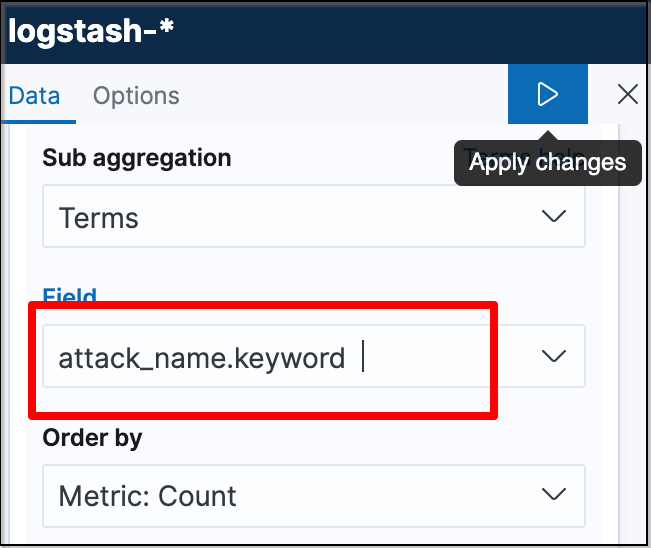 logstash-*
Data Options
Sub aggregation
Terms help
Apply changes
Terms
Field
attack_name.keyword
Order by
Metric: Count